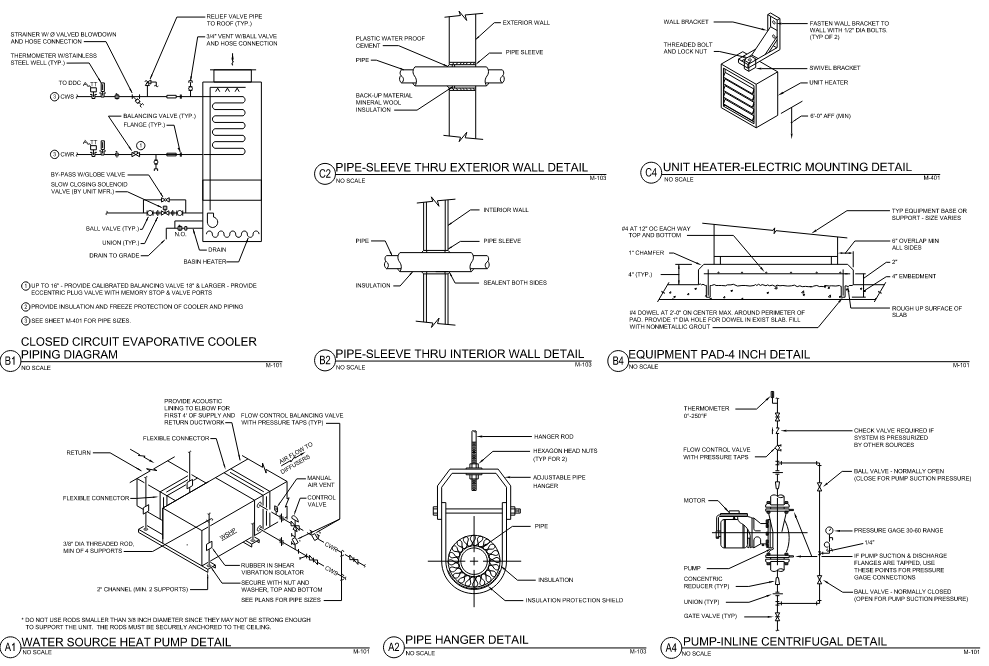 RELIEF VALVE PIPE
TO ROOF (TYP.)
STRAINER W/ Ø VALVED BLOWDOWN
AND HOSE CONNECTION
3/4" VENT W/BALL VALVE
AND HOSE CONNECTION
THERMOMETER W/STAINLESS
STEEL WELL (TYP.)
TO DDC
TT
3 CWS
BALANCING VALVE (TYP.)
FLANGE (TYP.)
TT
1
3 CWR
BY-PASS W/GLOBE VALVE
SLOW CLOSING SOLENOID
VALVE (BY UNIT MFR.)
BALL VALVE (TYP.)
N.O.
UNION (TYP.)
DRAIN
DRAIN TO GRADE
BASIN HEATER
1 UP TO 16" - PROVIDE CALIBRATED BALANCING VALVE 18" & LARGER - PROVIDE
ECCENTRIC PLUG VALVE WITH MEMORY STOP & VALVE PORTS
2 PROVIDE INSULATION AND FREEZE PROTECTION OF COOLER AND PIPING
3 SEE SHEET M-401 FOR PIPE SIZES.
B1 CLOSED CIRCUIT EVAPORATIVE COOLER
PIPING DIAGRAM
NO SCALE M-101
EXTERIOR WALL
PLASTIC WATER PROOF
CEMENT
PIPE SLEEVE
PIPE
BACK-UP MATERIAL
MINERAL WOOL
INSULATION
C2 PIPE-SLEEVE THRU EXTERIOR WALL DETAIL
NO SCALE M-103
INTERIOR WALL
PIPE
PIPE SLEEVE
INSULATION
SEALENT BOTH SIDES
B2 PIPE-SLEEVE THRU INTERIOR WALL DETAIL
NO SCALE M-103
WALL BRACKET
FASTEN WALL BRACKET TO
WALL WITH 1/2" DIA BOLTS
(TYP OF 2)
THREADED BOLT
AND LOCK NUT
SWIVEL BRACKET
UNIT HEATER
6'-0" AFF (MIN)
C4 UNIT HEATER-ELECTRIC MOUNTING DETAIL
NO SCALE M-401
TYP EQUIPMENT BASE OR
SUPPORT - SIZE VARIES
#4 AT 12" OC EACH WAY
TOP AND BOTTOM
6" OVERLAP MIN
ALL SIDES
1" CHAMFER
2"
4" (TYP.)
4" EMBEDMENT
ROUGH UP SURFACE OF
SLAB
#4 DOWEL AT 2'-0" ON CENTER MAX. AROUND PERIMETER OF
PAD. PROVIDE 1" DIA HOLE FOR DOWEL IN EXIST SLAB. FILL
WITH NONMETALLIC GROUT
B4 EQUIPMENT PAD-4 INCH DETAIL
NO SCALE M-101
PROVIDE ACOUSTIC
LINING TO ELBOW FOR
FIRST 4' OF SUPPLY AND
RETURN DUCTWORK
FLOW CONTROL BALANCING VALVE
WITH PRESSURE TAPS (TYP)
FLEXIBLE CONNECTOR
RETURN
AIR FLOW TO
DIFFUSERS
MANUAL
AIR VENT
FLEXIBLE CONNECTOR
CONTROL
VALVE
WSHP
3/8" DIA THREADED ROD,
MIN OF 4 SUPPORTS
CWR
CWS
RUBBER IN SHEAR
VIBRATION ISOLATOR
SECURE WITH NUT AND
WASHER, TOP AND BOTTOM
2" CHANNEL (MIN. 2 SUPPORTS)
SEE PLANS FOR PIPE SIZES
* DO NOT USE RODS SMALLER THAN 3/8 INCH DIAMETER SINCE THEY MAY NOT BE STRONG ENOUGH
TO SUPPORT THE UNIT. THE RODS MUST BE SECURELY ANCHORED TO THE CEILING.
A1 WATER SOURCE HEAT PUMP DETAIL
NO SCALE M-101
HANGER ROD
HEXAGON HEAD NUTS
(TYP FOR 2)
ADJUSTABLE PIPE
HANGER
PIPE
INSULATION
INSULATION PROTECTION SHIELD
A2 PIPE HANGER DETAIL
NO SCALE M-103
THERMOMETER
0°-250°F
CHECK VALVE REQUIRED IF
SYSTEM IS PRESSURIZED
BY OTHER SOURCES
FLOW CONTROL VALVE
WITH PRESSURE TAPS
BALL VALVE - NORMALLY OPEN
(CLOSE FOR PUMP SUCTION PRESSURE)
MOTOR
PRESSURE GAGE 30-60 RANGE
1/4"
IF PUMP SUCTION & DISCHARGE
FLANGES ARE TAPPED, USE
THESE POINTS FOR PRESSURE
GAGE CONNECTIONS
PUMP
CONCENTRIC
REDUCER (TYP)
BALL VALVE - NORMALLY CLOSED
(OPEN FOR PUMP SUCTION PRESSURE)
UNION (TYP)
GATE VALVE (TYP)
A4 PUMP-INLINE CENTRIFUGAL DETAIL
NO SCALE M-101